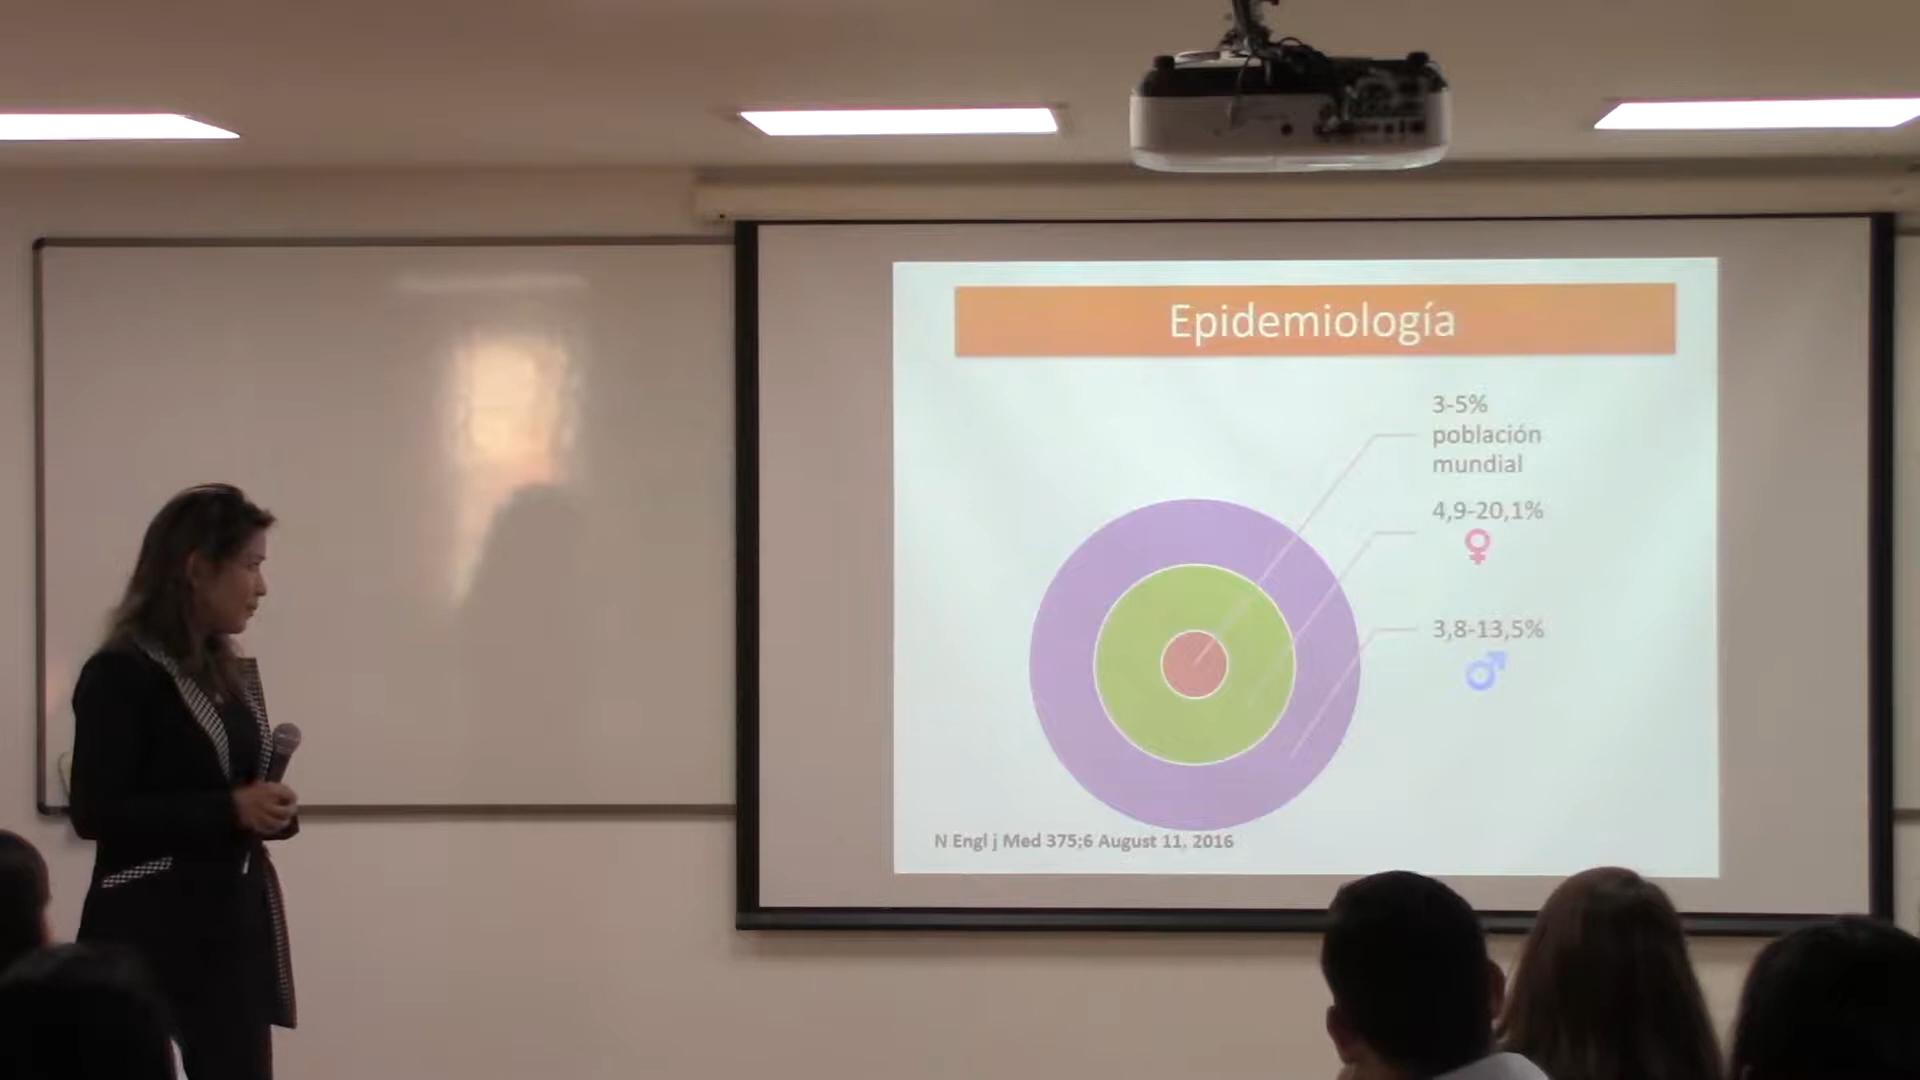 Epidemiología
3-5%
población
mundial
4,9-20,1%
3,8-13,5%
N Engl j Med 375;6 August 11, 2016